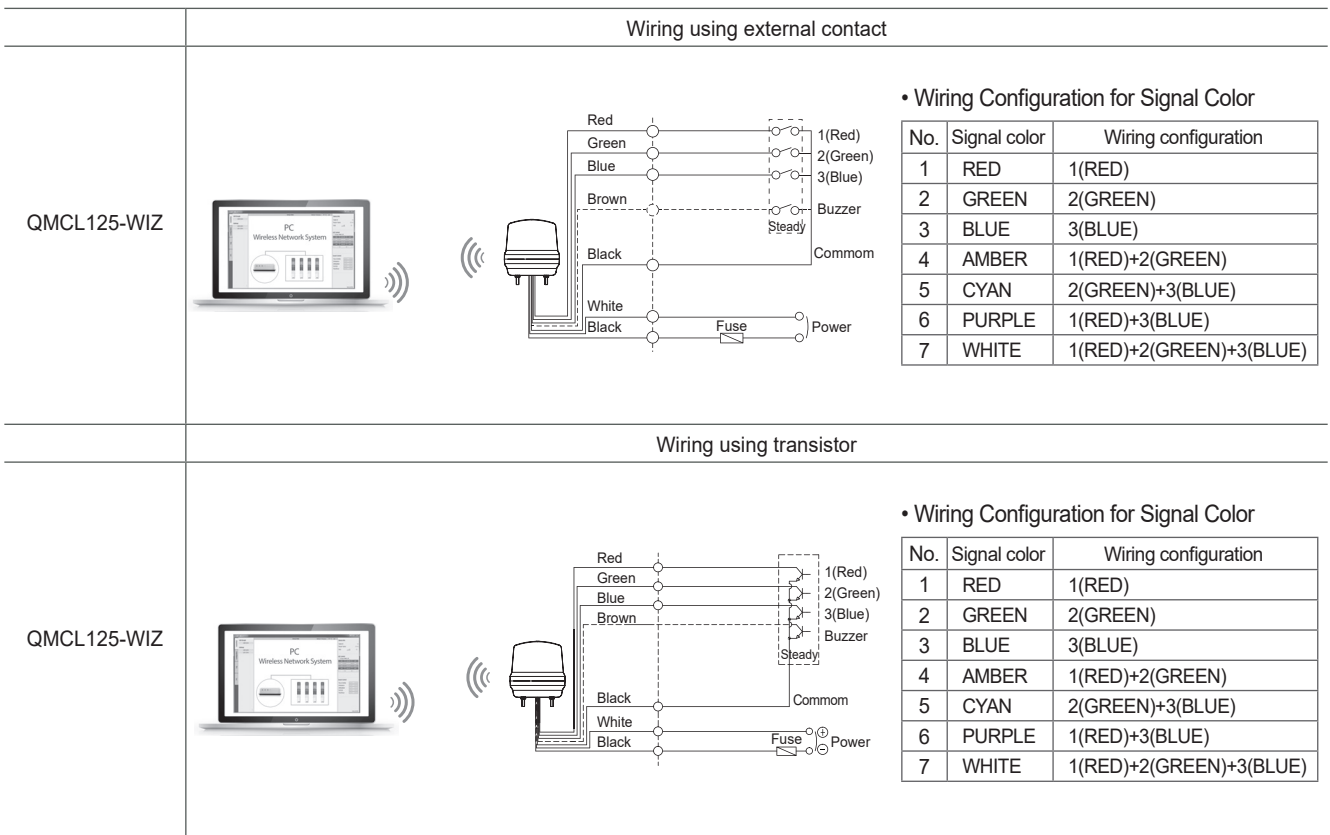 Wiring using external contact
QMCL125-WIZ
PC
Wireless Network System
Red
Green
Blue
Brown
Black
White
Black
Fuse
1(Red)
2(Green)
3(Blue)
Buzzer
Steady
Commom
Power
• Wiring Configuration for Signal Color
No. Signal color Wiring configuration
1 RED 1(RED)
2 GREEN 2(GREEN)
3 BLUE 3(BLUE)
4 AMBER 1(RED)+2(GREEN)
5 CYAN 2(GREEN)+3(BLUE)
6 PURPLE 1(RED)+3(BLUE)
7 WHITE 1(RED)+2(GREEN)+3(BLUE)
Wiring using transistor
QMCL125-WIZ
PC
Wireless Network System
Red
Green
Blue
Brown
Black
White
Black
Fuse
1(Red)
2(Green)
3(Blue)
Buzzer
Steady
Commom
⊕
⊖
Power
• Wiring Configuration for Signal Color
No. Signal color Wiring configuration
1 RED 1(RED)
2 GREEN 2(GREEN)
3 BLUE 3(BLUE)
4 AMBER 1(RED)+2(GREEN)
5 CYAN 2(GREEN)+3(BLUE)
6 PURPLE 1(RED)+3(BLUE)
7 WHITE 1(RED)+2(GREEN)+3(BLUE)